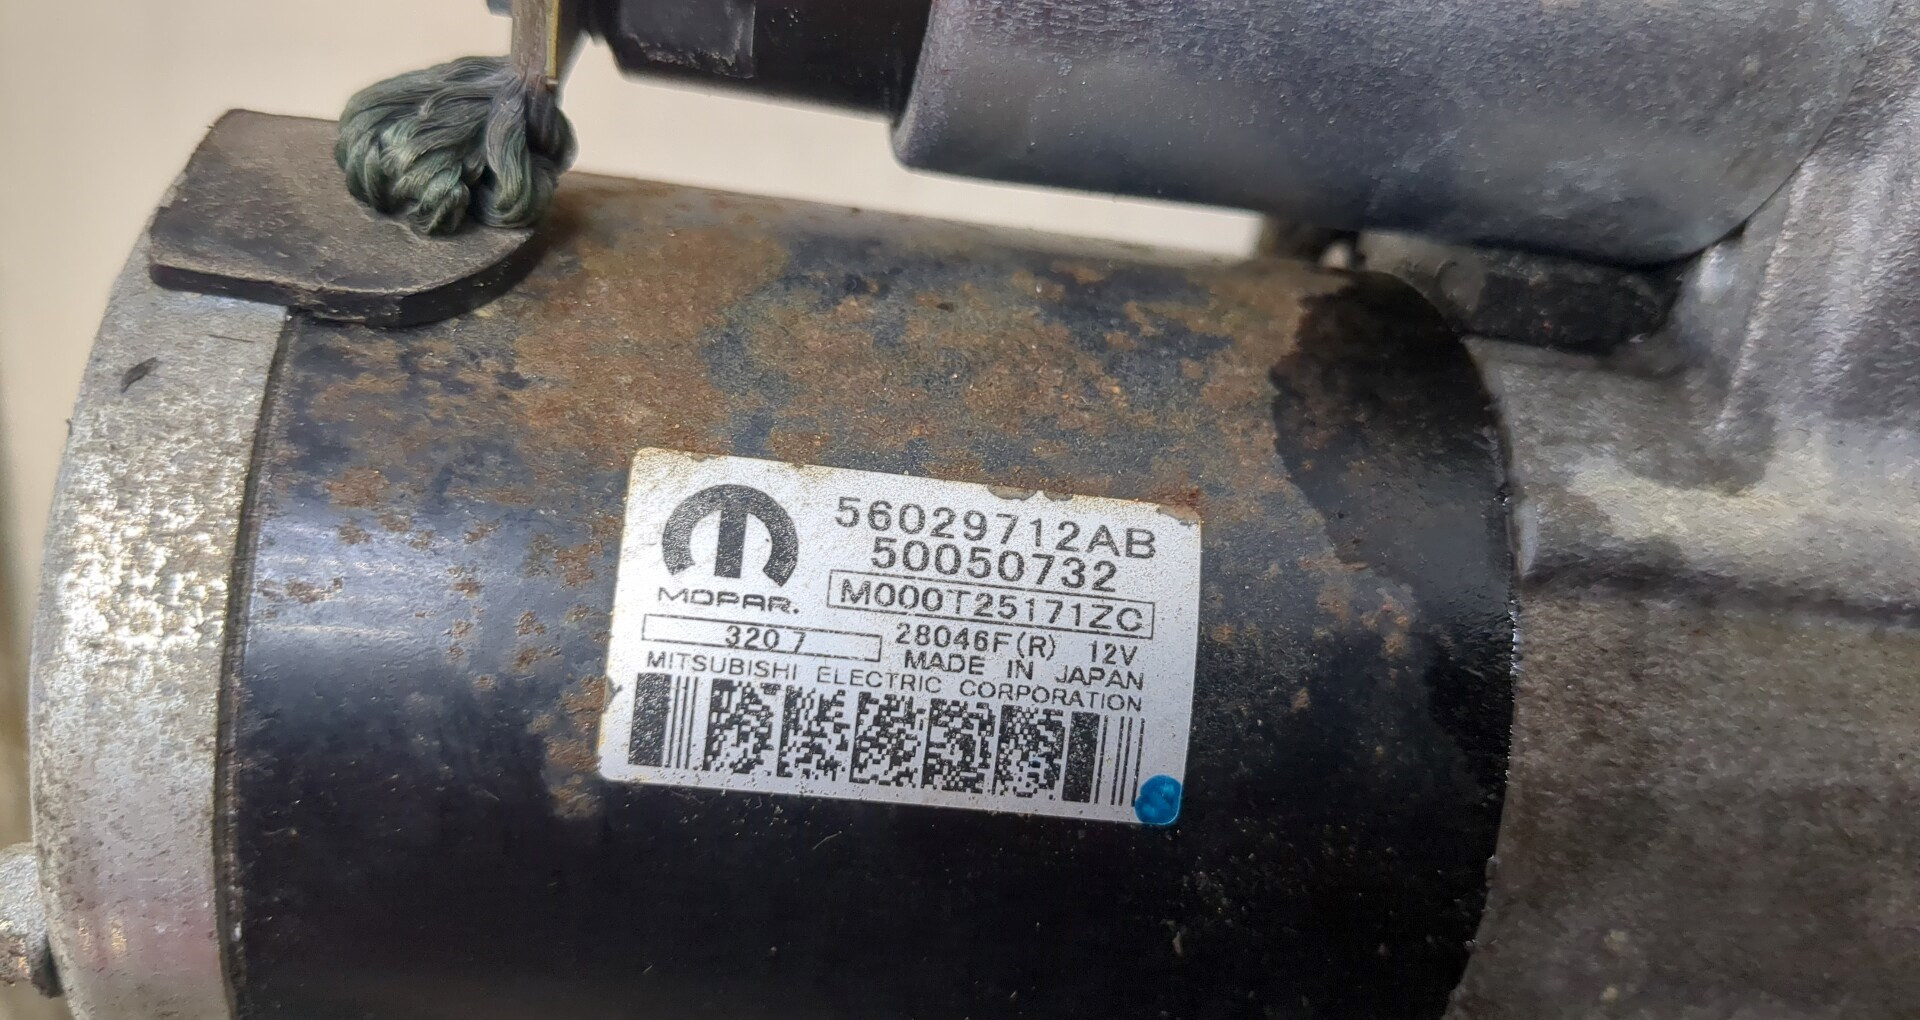 56029712AB
50050732
MOPAR.
M000T25171ZC
320 7
28046F(R) 12V
MADE IN JAPAN
MITSUBISHI ELECTRIC CORPORATION